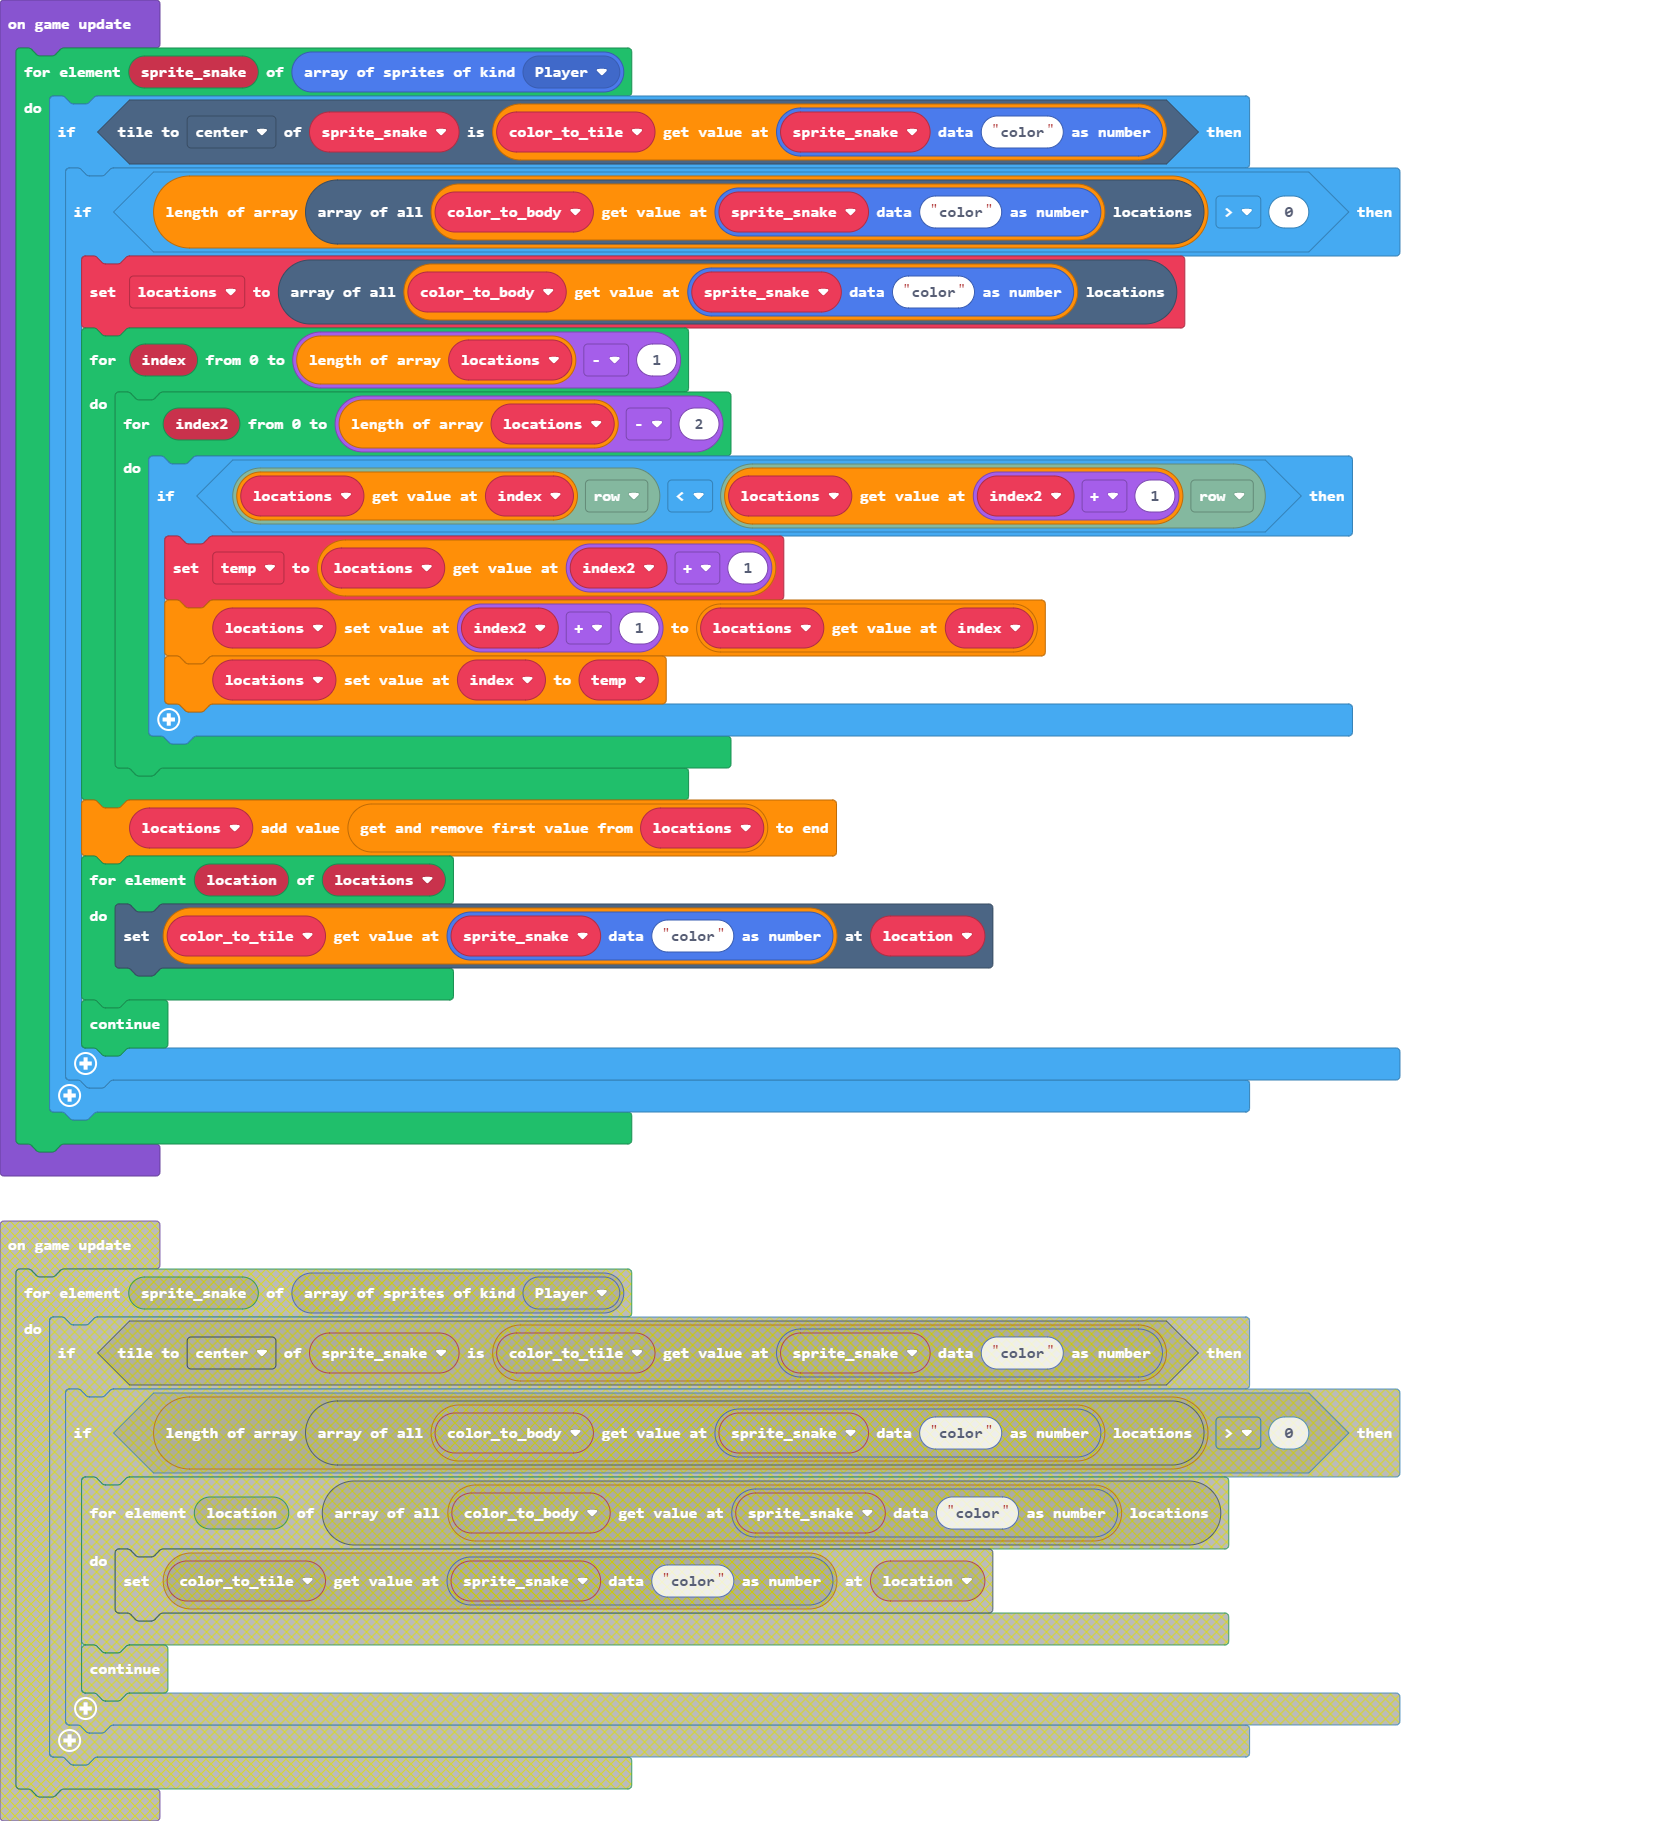 on game update
for element sprite_snake of array of sprites of kind Player
do
if tile to center of sprite_snake is color_to_tile get value at sprite_snake data "color" as number then
if length of array array of all color_to_body get value at sprite_snake data "color" as number locations > 0 then
set locations to array of all color_to_body get value at sprite_snake data "color" as number locations
for index from 0 to length of array locations - 1
do
for index2 from 0 to length of array locations - 2
do
if locations get value at index row < locations get value at index2 + 1 row then
set temp to locations get value at index2 + 1
locations set value at index2 + 1 to locations get value at index
locations set value at index to temp
locations add value get and remove first value from locations to end
for element location of locations
do
set color_to_tile get value at sprite_snake data "color" as number at location
continue
on game update
for element sprite_snake of array of sprites of kind Player
do
if tile to center of sprite_snake is color_to_tile get value at sprite_snake data "color" as number then
if length of array array of all color_to_body get value at sprite_snake data "color" as number locations > 0 then
for element location of array of all color_to_body get value at sprite_snake data "color" as number locations
do
set color_to_tile get value at sprite_snake data "color" as number at location
continue